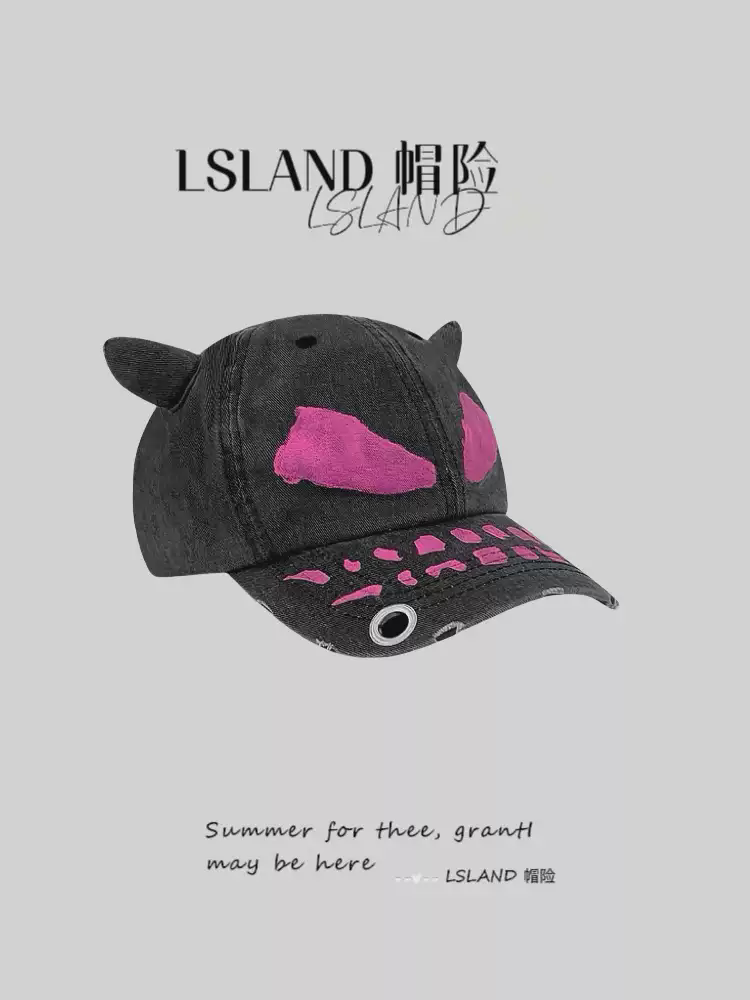 LSLAND 帽险
LSLAND
Summer for thee, grantI
may be here
LSLAND 帽险